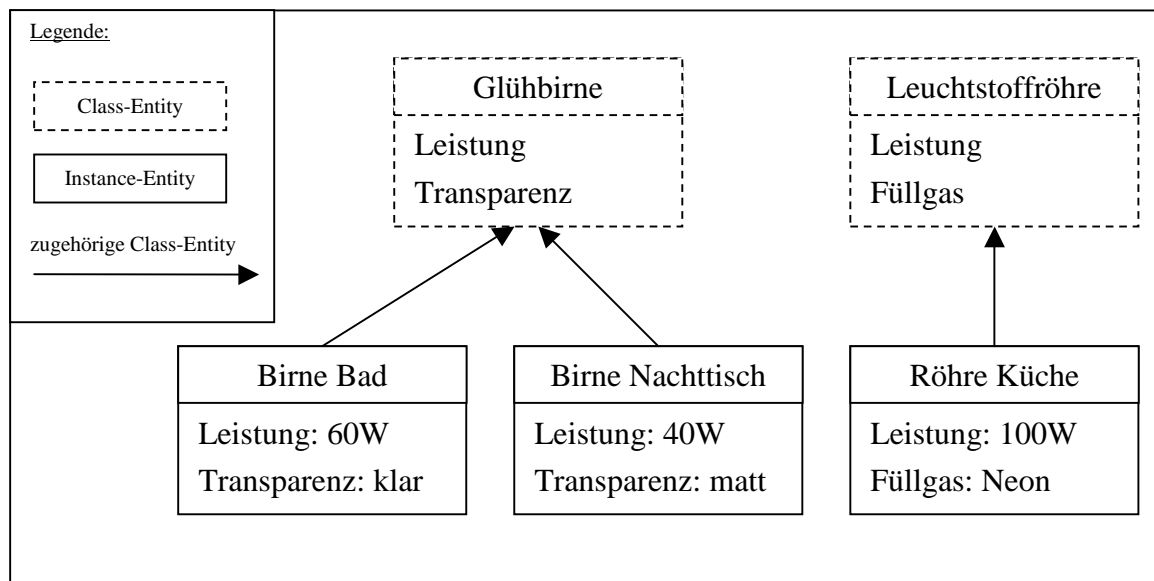 Legende:
Class-Entity
Instance-Entity
zugehörige Class-Entity
Glühbirne
Leistung
Transparenz
Leuchtstoffröhre
Leistung
Füllgas
Birne Bad
Leistung: 60W
Transparenz: klar
Birne Nachttisch
Leistung: 40W
Transparenz: matt
Röhre Küche
Leistung: 100W
Füllgas: Neon